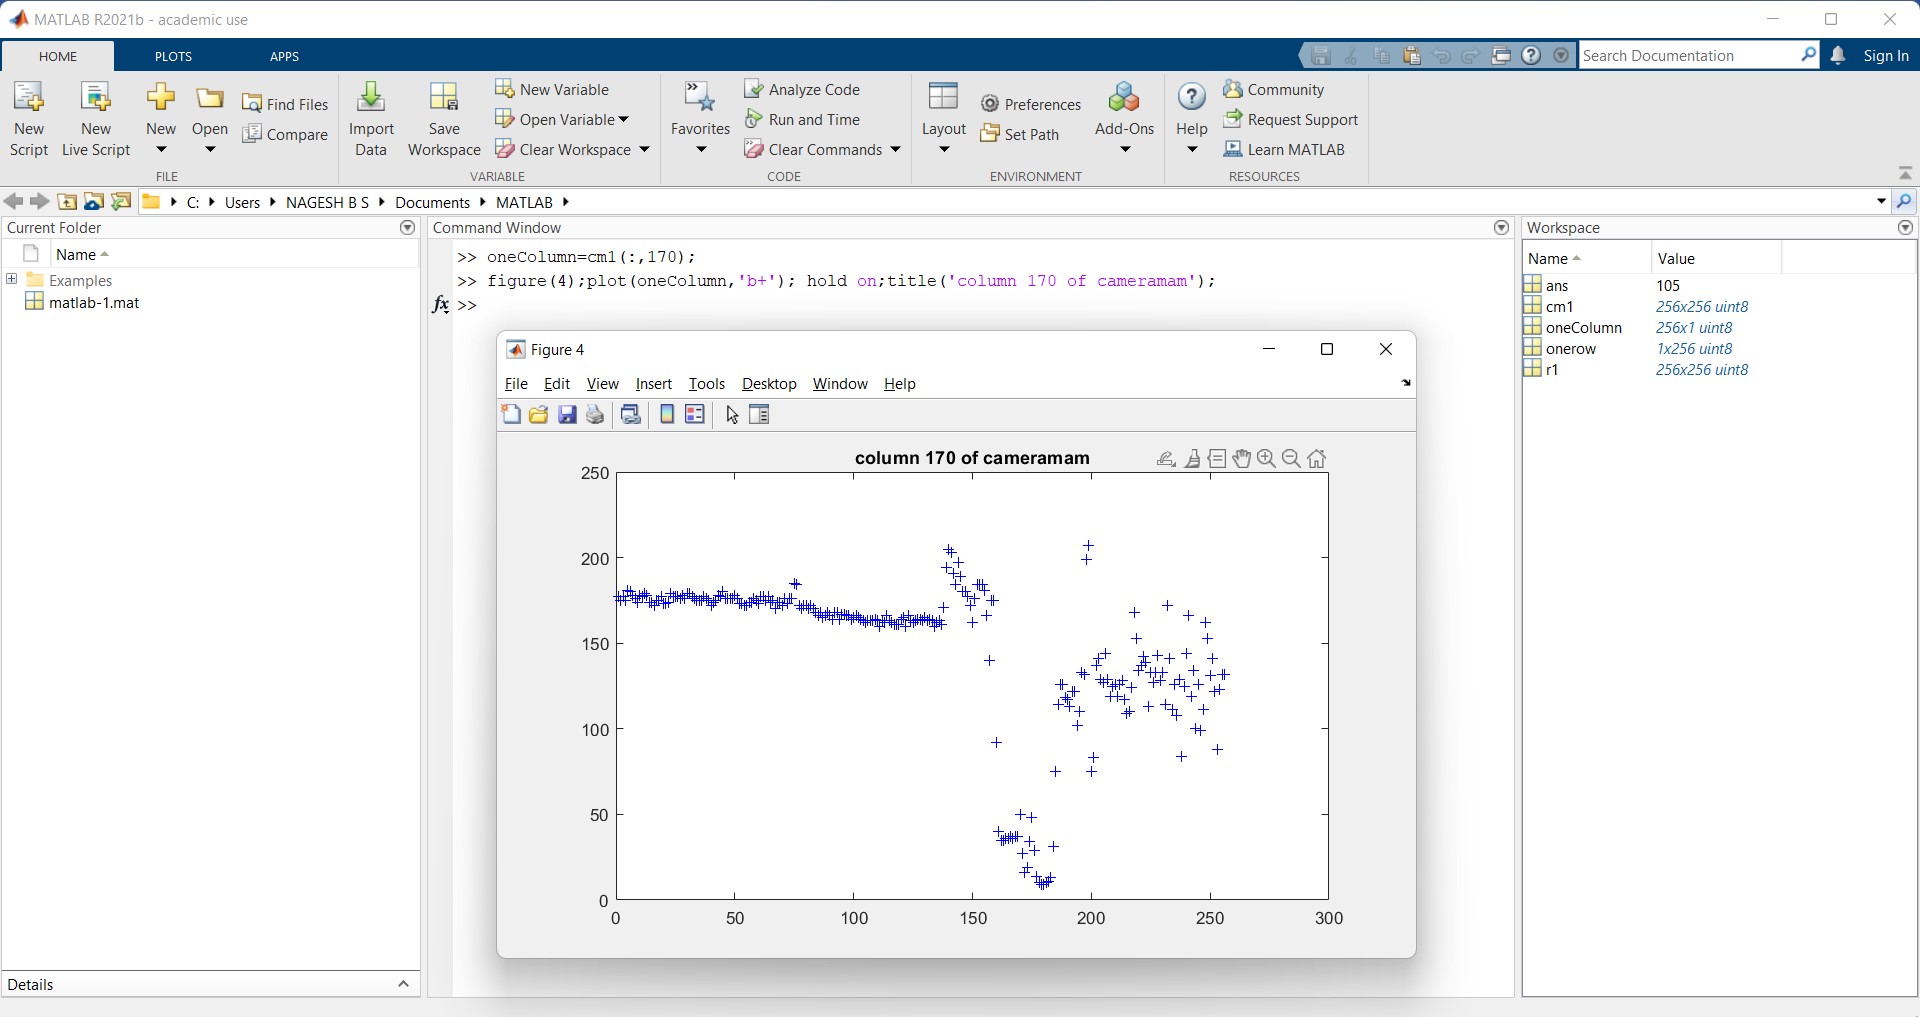 MATLAB R2021b - academic use
HOME PLOTS APPS
Search Documentation
Sign In
New Script
New Live Script
New
Open
Find Files
Compare
FILE
Import Data
Save Workspace
New Variable
Open Variable
Clear Workspace
VARIABLE
Favorites
Analyze Code
Run and Time
Clear Commands
CODE
Layout
Preferences
Set Path
Add-Ons
ENVIRONMENT
Help
Community
Request Support
Learn MATLAB
RESOURCES
C: Users NAGESH B S Documents MATLAB
Current Folder
Name
Examples
matlab-1.mat
Details
Command Window
>> oneColumn=cm1(:,170);
>> figure(4);plot(oneColumn,'b+'); hold on;title('column 170 of cameramam');
fx >>
Figure 4
File Edit View Insert Tools Desktop Window Help
column 170 of cameramam
250
200
150
100
50
0
0 50 100 150 200 250 300
Workspace
Name Value
ans 105
cm1 256x256 uint8
oneColumn 256x1 uint8
onerow 1x256 uint8
r1 256x256 uint8